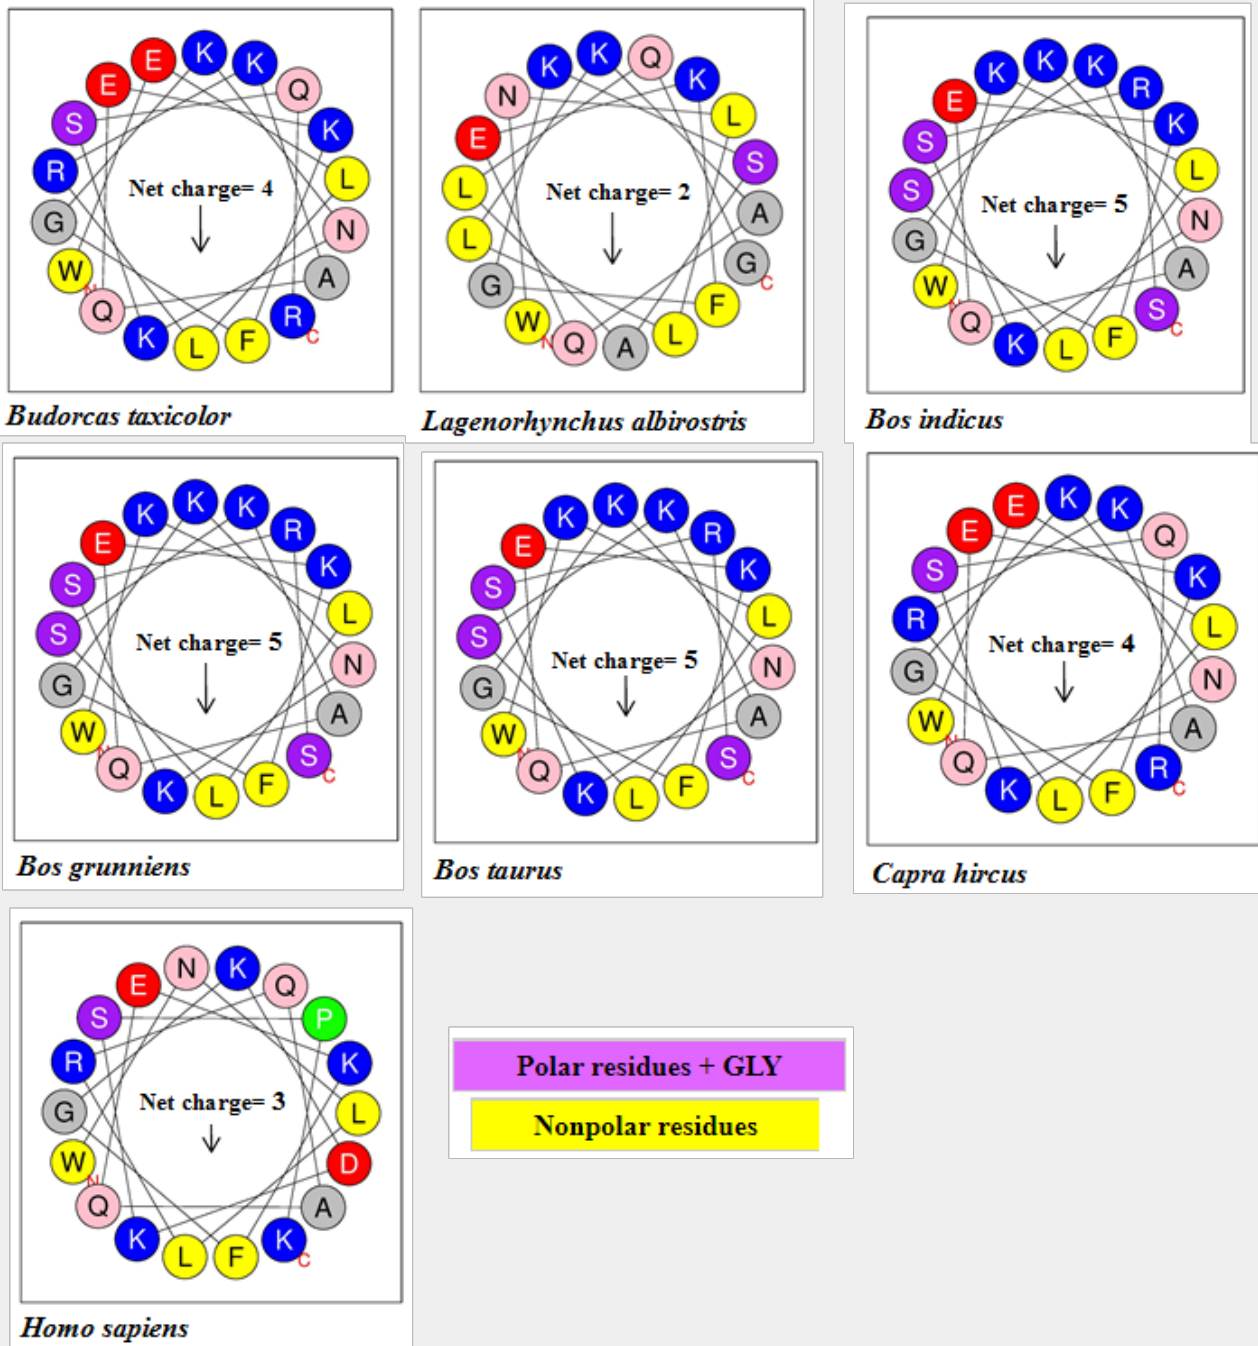 S E E K K Q K L N A R C F L K Q N W G R
Net charge= 4
Budorcas taxicolor
E N K K Q K L S A G C F L A Q N W G L L
Net charge= 2
Lagenorhynchus albirostris
S E K K K R K L N A S C F L K Q N W G S
Net charge= 5
Bos indicus
S E K K K R K L N A S C F L K Q N W G S
Net charge= 5
Bos grunniens
S E K K K R K L N A S C F L K Q N W G S
Net charge= 5
Bos taurus
S E E K K Q K L N A R C F L K Q N W G R
Net charge= 4
Capra hircus
S E N K Q P K L D A K C F L K Q N W G R
Net charge= 3
Homo sapiens
Polar residues + GLY
Nonpolar residues